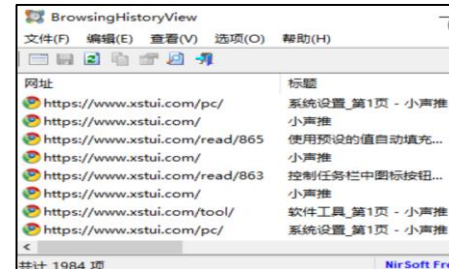 BrowsingHistoryView
文件(F) 编辑(E) 查看(V) 选项(O) 帮助(H)
网址 标题
https://www.xstui.com/pc/ 系统设置_第1页 - 小声推
https://www.xstui.com/ 小声推
https://www.xstui.com/read/865 使用预设的值自动填充...
https://www.xstui.com/ 小声推
https://www.xstui.com/read/863 控制任务栏中图标按钮...
https://www.xstui.com/ 小声推
https://www.xstui.com/tool/ 软件工具_第1页 - 小声推
https://www.xstui.com/pc/ 系统设置_第1页 - 小声推
共计 1984 项 NirSoft Fre